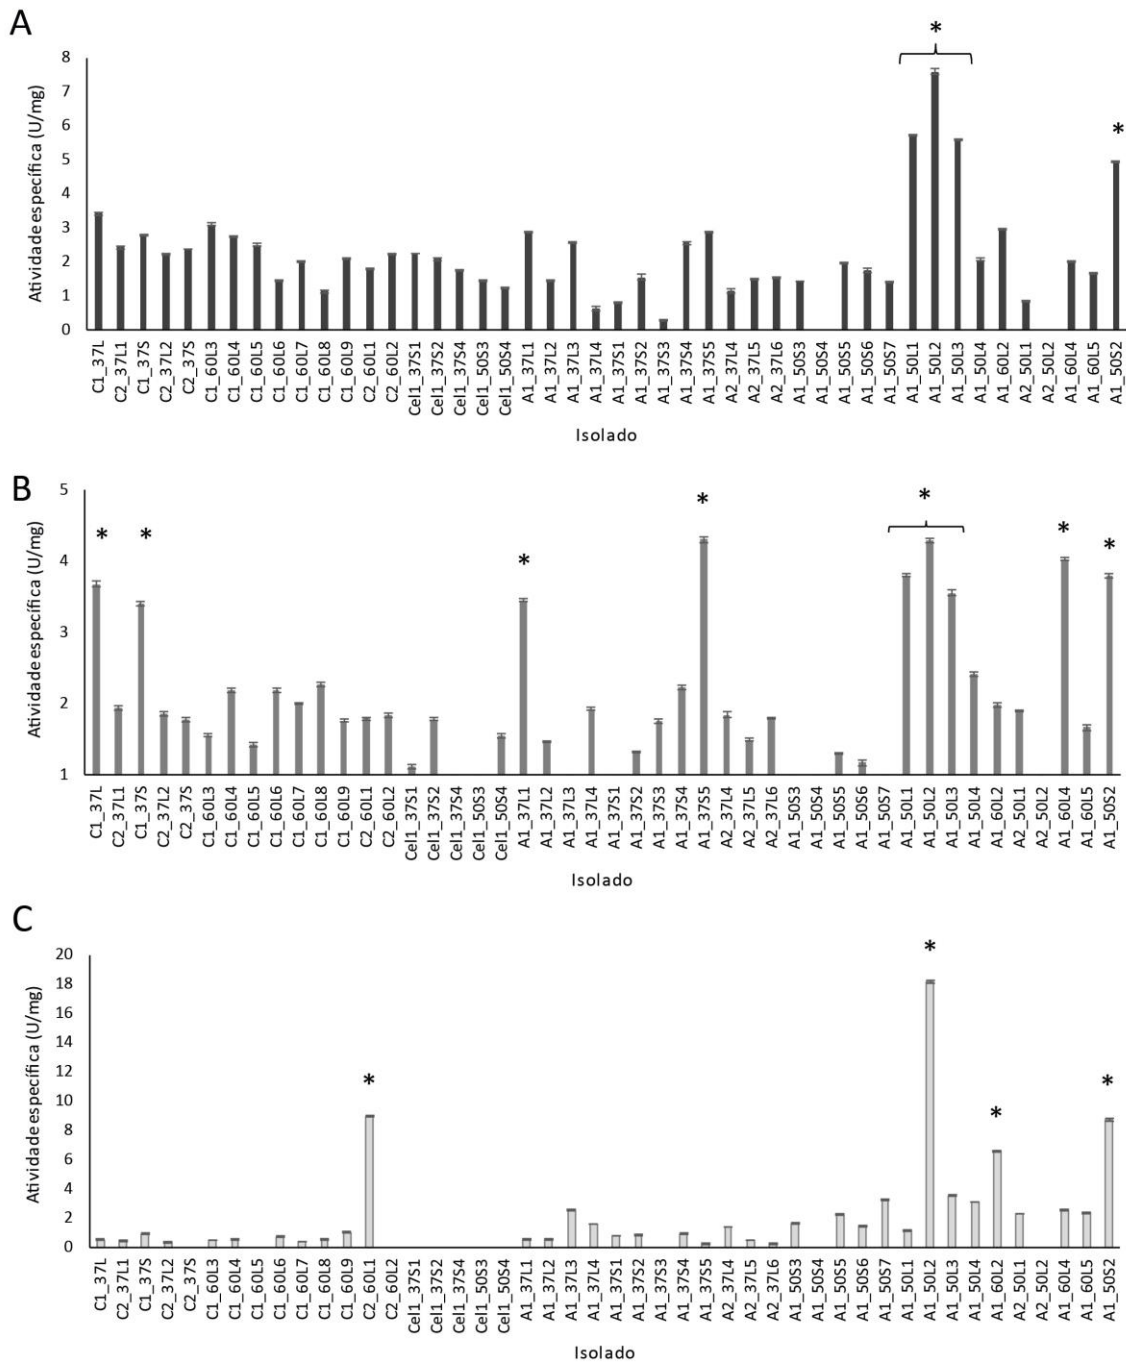 A
*
*
8
7
6
5
4
3
2
1
0
Atividade específica (U/mg)
C1_37L
C2_37L1
C1_37S
C2_37L2
C2_37S
C1_60L3
C1_60L4
C1_60L5
C1_60L6
C1_60L7
C1_60L8
C1_60L9
C2_60L1
C2_60L2
Cel1_37S1
Cel1_37S2
Cel1_37S4
Cel1_50S3
Cel1_50S4
A1_37L1
A1_37L2
A1_37L3
A1_37L4
A1_37S1
A1_37S2
A1_37S3
A1_37S4
A1_37S5
A2_37L4
A2_37L5
A2_37L6
A1_50S3
A1_50S4
A1_50S5
A1_50S6
A1_50S7
A1_50L1
A1_50L2
A1_50L3
A1_50L4
A1_60L2
A2_50L1
A2_50L2
A1_60L4
A1_60L5
A1_50S2
Isolado
B
*
*
*
*
*
*
*
5
4
3
2
1
Atividade específica (U/mg)
C1_37L
C2_37L1
C1_37S
C2_37L2
C2_37S
C1_60L3
C1_60L4
C1_60L5
C1_60L6
C1_60L7
C1_60L8
C1_60L9
C2_60L1
C2_60L2
Cel1_37S1
Cel1_37S2
Cel1_37S4
Cel1_50S3
Cel1_50S4
A1_37L1
A1_37L2
A1_37L3
A1_37L4
A1_37S1
A1_37S2
A1_37S3
A1_37S4
A1_37S5
A2_37L4
A2_37L5
A2_37L6
A1_50S3
A1_50S4
A1_50S5
A1_50S6
A1_50S7
A1_50L1
A1_50L2
A1_50L3
A1_50L4
A1_60L2
A2_50L1
A2_50L2
A1_60L4
A1_60L5
A1_50S2
Isolado
C
*
*
*
*
20
18
16
14
12
10
8
6
4
2
0
Atividade específica (U/mg)
C1_37L
C2_37L1
C1_37S
C2_37L2
C2_37S
C1_60L3
C1_60L4
C1_60L5
C1_60L6
C1_60L7
C1_60L8
C1_60L9
C2_60L1
C2_60L2
Cel1_37S1
Cel1_37S2
Cel1_37S4
Cel1_50S3
Cel1_50S4
A1_37L1
A1_37L2
A1_37L3
A1_37L4
A1_37S1
A1_37S2
A1_37S3
A1_37S4
A1_37S5
A2_37L4
A2_37L5
A2_37L6
A1_50S3
A1_50S4
A1_50S5
A1_50S6
A1_50S7
A1_50L1
A1_50L2
A1_50L3
A1_50L4
A1_60L2
A2_50L1
A2_50L2
A1_60L4
A1_60L5
A1_50S2
Isolado